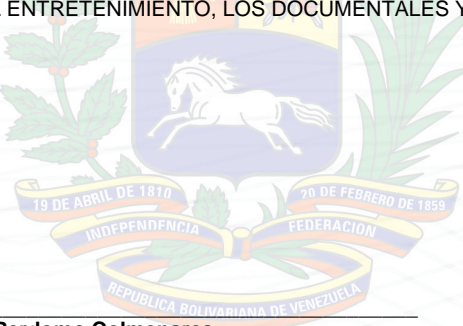 ENTRETENIMIENTO, LOS DOCUMENTALES Y
19 DE ABRIL DE 1810
20 DE FEBRERO DE 1859
INDEPENDENCIA
FEDERACION
REPUBLICA BOLIVARIANA DE VENEZUELA